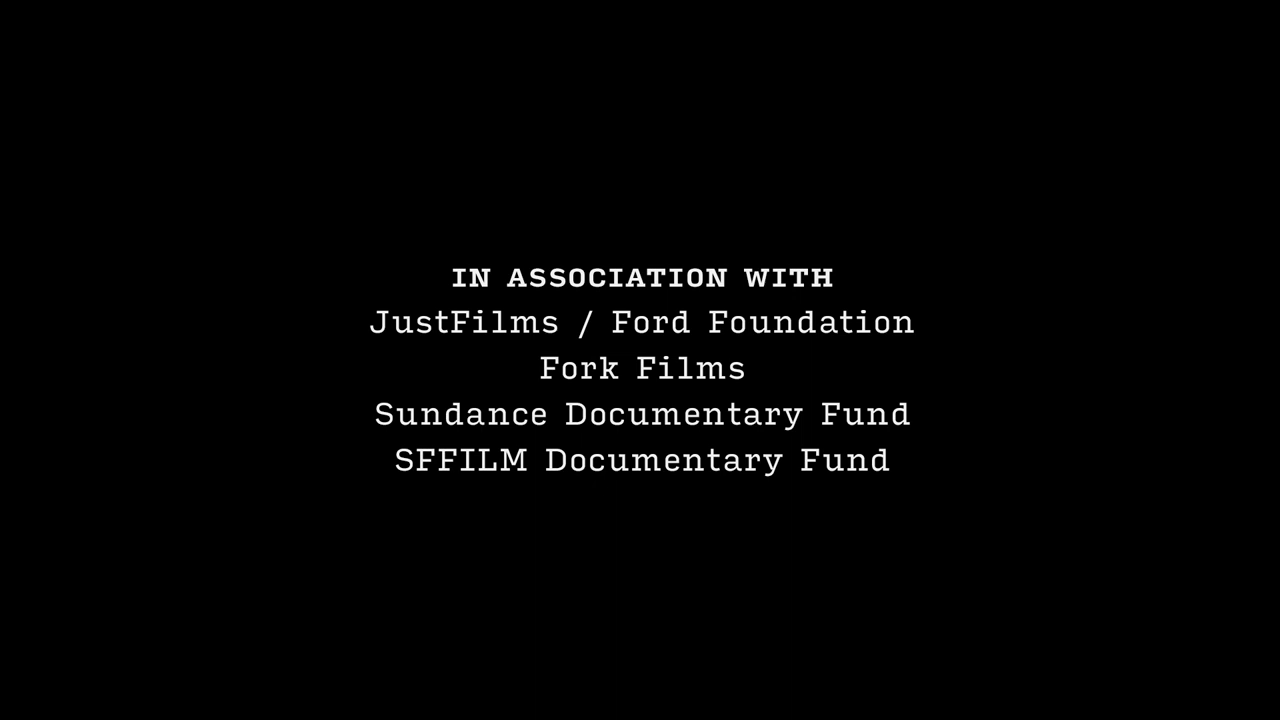 IN ASSOCIATION WITH
JustFilms / Ford Foundation
Fork Films
Sundance Documentary Fund
SFFILM Documentary Fund